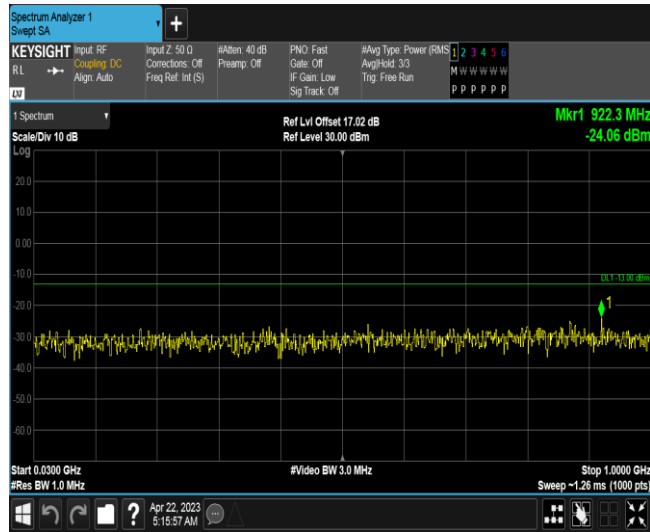 Spectrum Analyzer 1
Swept SA
+
KEYSIGHT
RL
LXI
Input: RF
Coupling: DC
Align: Auto
Input Z: 50 Ω
Corrections: Off
Freq Ref: Int (S)
#Atten: 40 dB
Preamp: Off
PNO: Fast
Gate: Off
IF Gain: Low
Sig Track: Off
#Avg Type: Power (RMS
Avg|Hold: 3/3
Trig: Free Run
1 2 3 4 5 6
M W W W W W
P P P P P P
1 Spectrum
Scale/Div 10 dB
Log
Ref Lvl Offset 17.02 dB
Ref Level 30.00 dBm
Mkr1 922.3 MHz
-24.06 dBm
20.0
10.0
0.00
-10.0
DL1 -13.00 dBm
1
-20.0
-30.0
-40.0
-50.0
-60.0
Start 0.0300 GHz
#Res BW 1.0 MHz
#Video BW 3.0 MHz
Stop 1.0000 GHz
Sweep ~1.26 ms (1000 pts)
?
Apr 22, 2023
5:15:57 AM